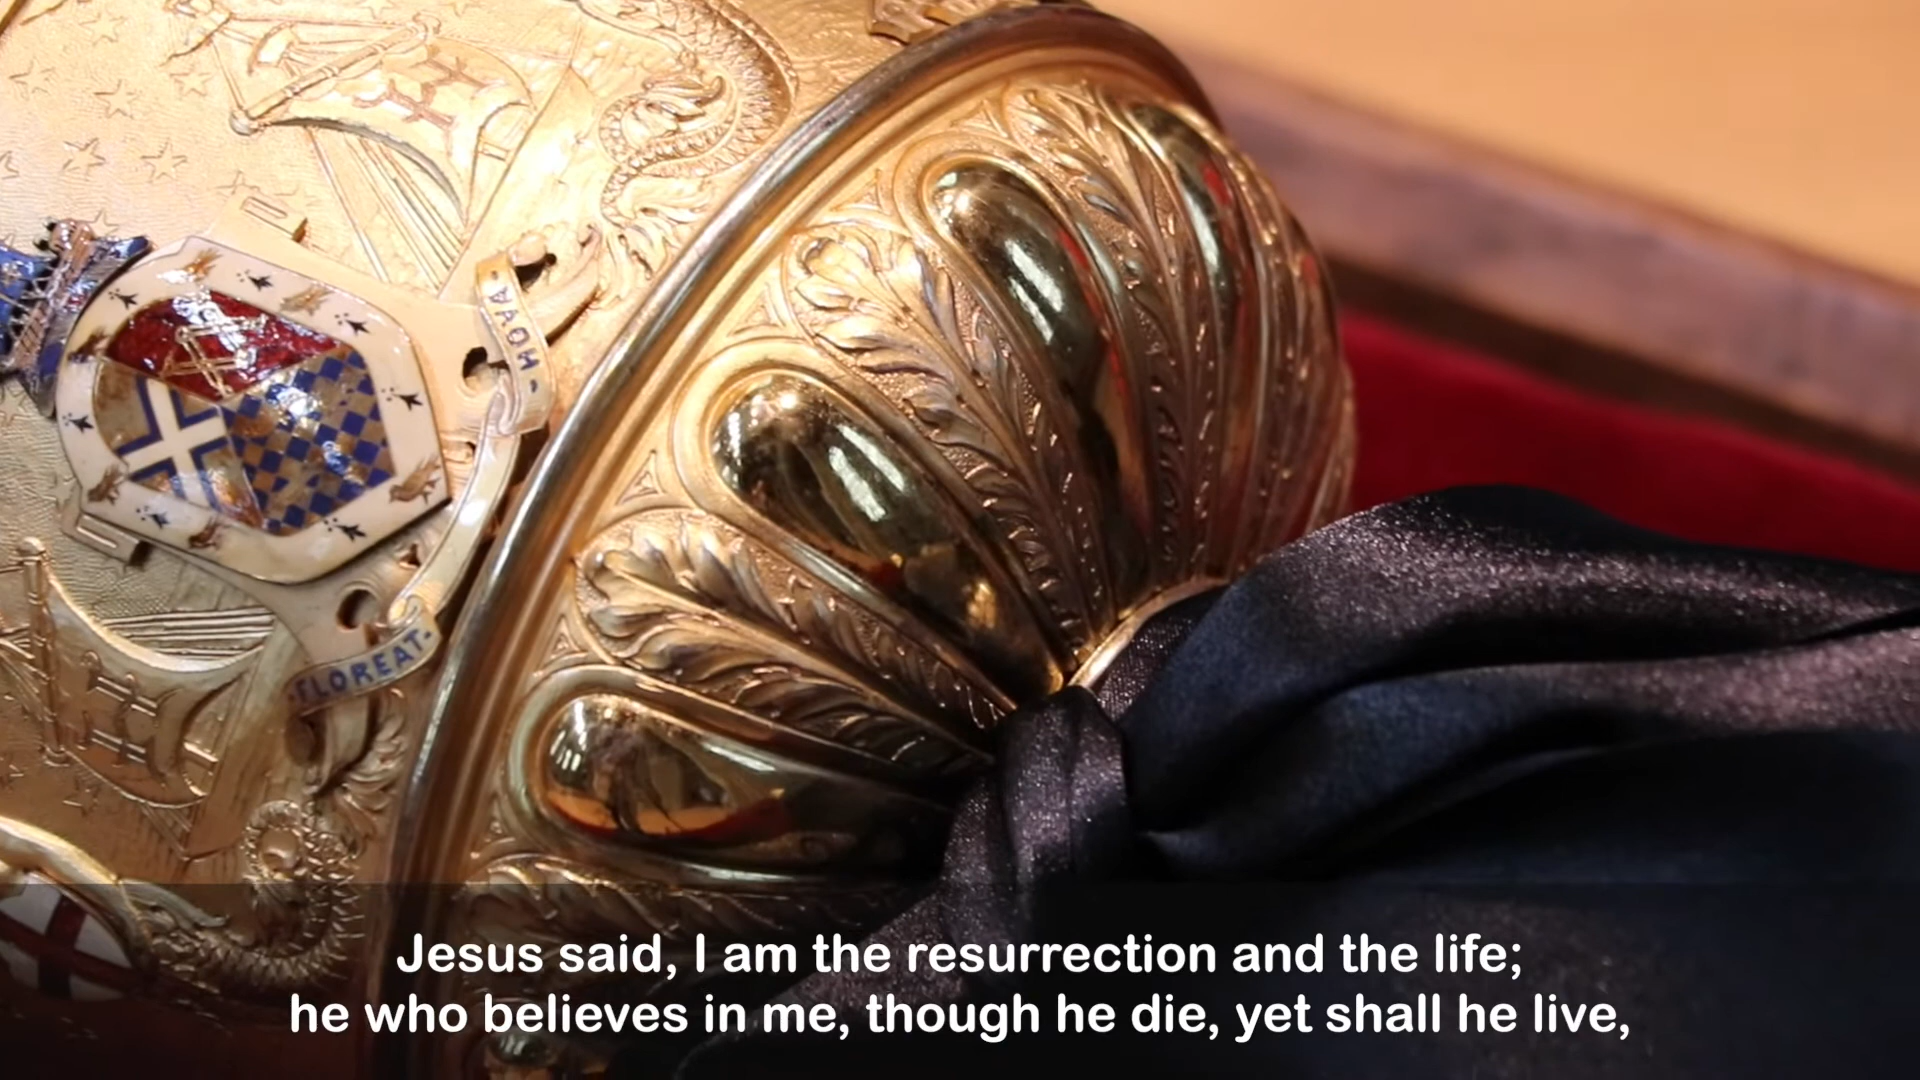 HOVA
FLOREAT.
Jesus said, I am the resurrection and the life;
he who believes in me, though he die, yet shall he live,